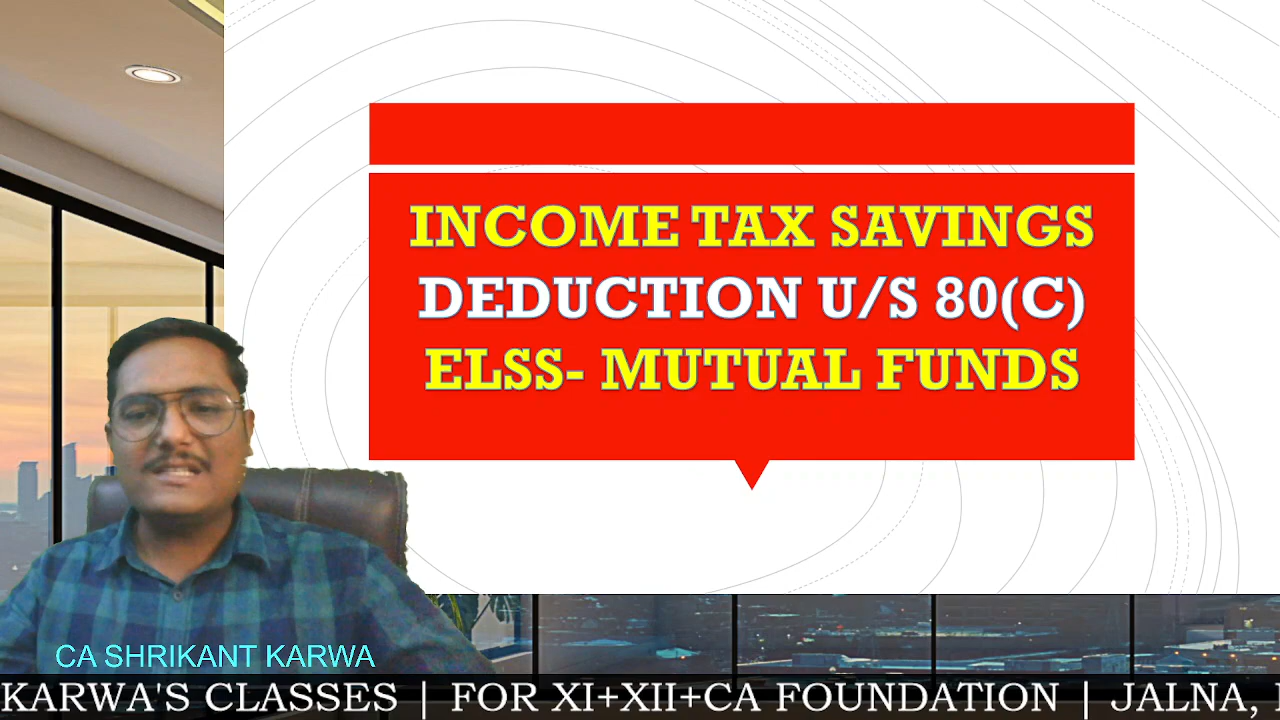 INCOME TAX SAVINGS
DEDUCTION U/S 80(C)
ELSS- MUTUAL FUNDS
CA SHRIKANT KARWA
KARWA'S CLASSES | FOR XI+XII+CA FOUNDATION | JALNA,